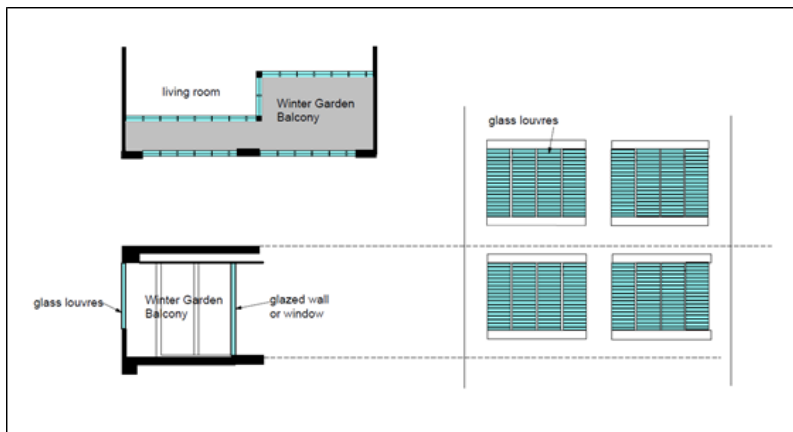 living room
Winter Garden
Balcony
glass louvres
glass louvres
Winter Garden
Balcony
glazed wall
or window